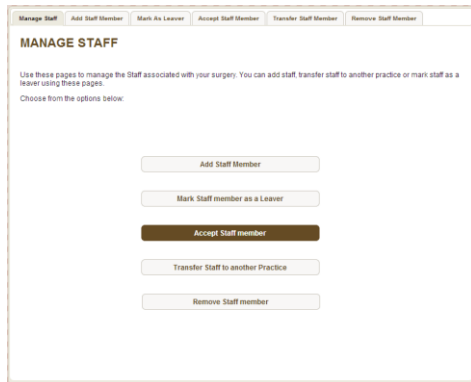 Manage Staff Add Staff Member Mark As Leaver Accept Staff Member Transfer Staff Member Remove Staff Member
MANAGE STAFF
Use these pages to manage the Staff associated with your surgery. You can add staff, transfer staff to another practice or mark staff as a
leaver using these pages.
Choose from the options below:
Add Staff Member
Mark Staff member as a Leaver
Accept Staff member
Transfer Staff to another Practice
Remove Staff member